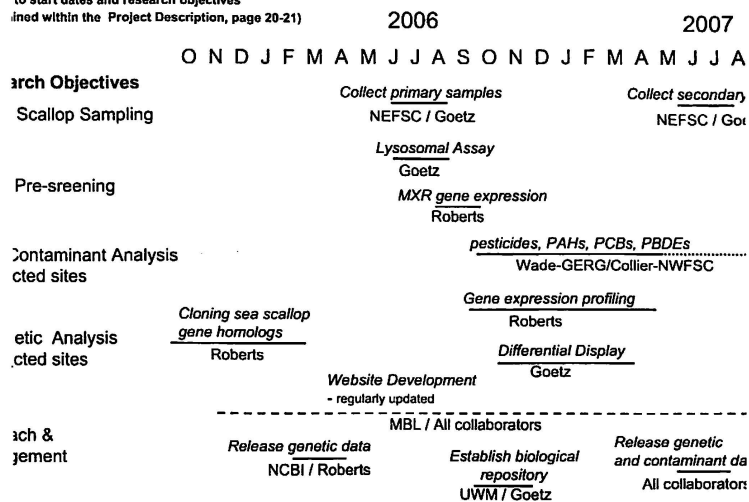 to start dates and research objectives
ined within the Project Description, page 20-21)
2006 2007
O N D J F M A M J J A S O N D J F M A M J J A
arch Objectives
Collect primary samples Collect secondary
Scallop Sampling
NEFSC / Goetz NEFSC / Goe
Lysosomal Assay
Goetz
Pre-sreening
MXR gene expression
Roberts
pesticides, PAHs, PCBs, PBDEs
Contaminant Analysis
Wade-GERG/Collier-NWFSC
cted sites
Gene expression profiling
Cloning sea scallop
gene homologs
Roberts
etic Analysis
Roberts
cted sites
Differential Display
Goetz
Website Development
- regularly updated
MBL / All collaborators
ach &
gement
Release genetic data
NCBI / Roberts
Establish biological
repository
UWM / Goetz
Release genetic
and contaminant da
All collaborators